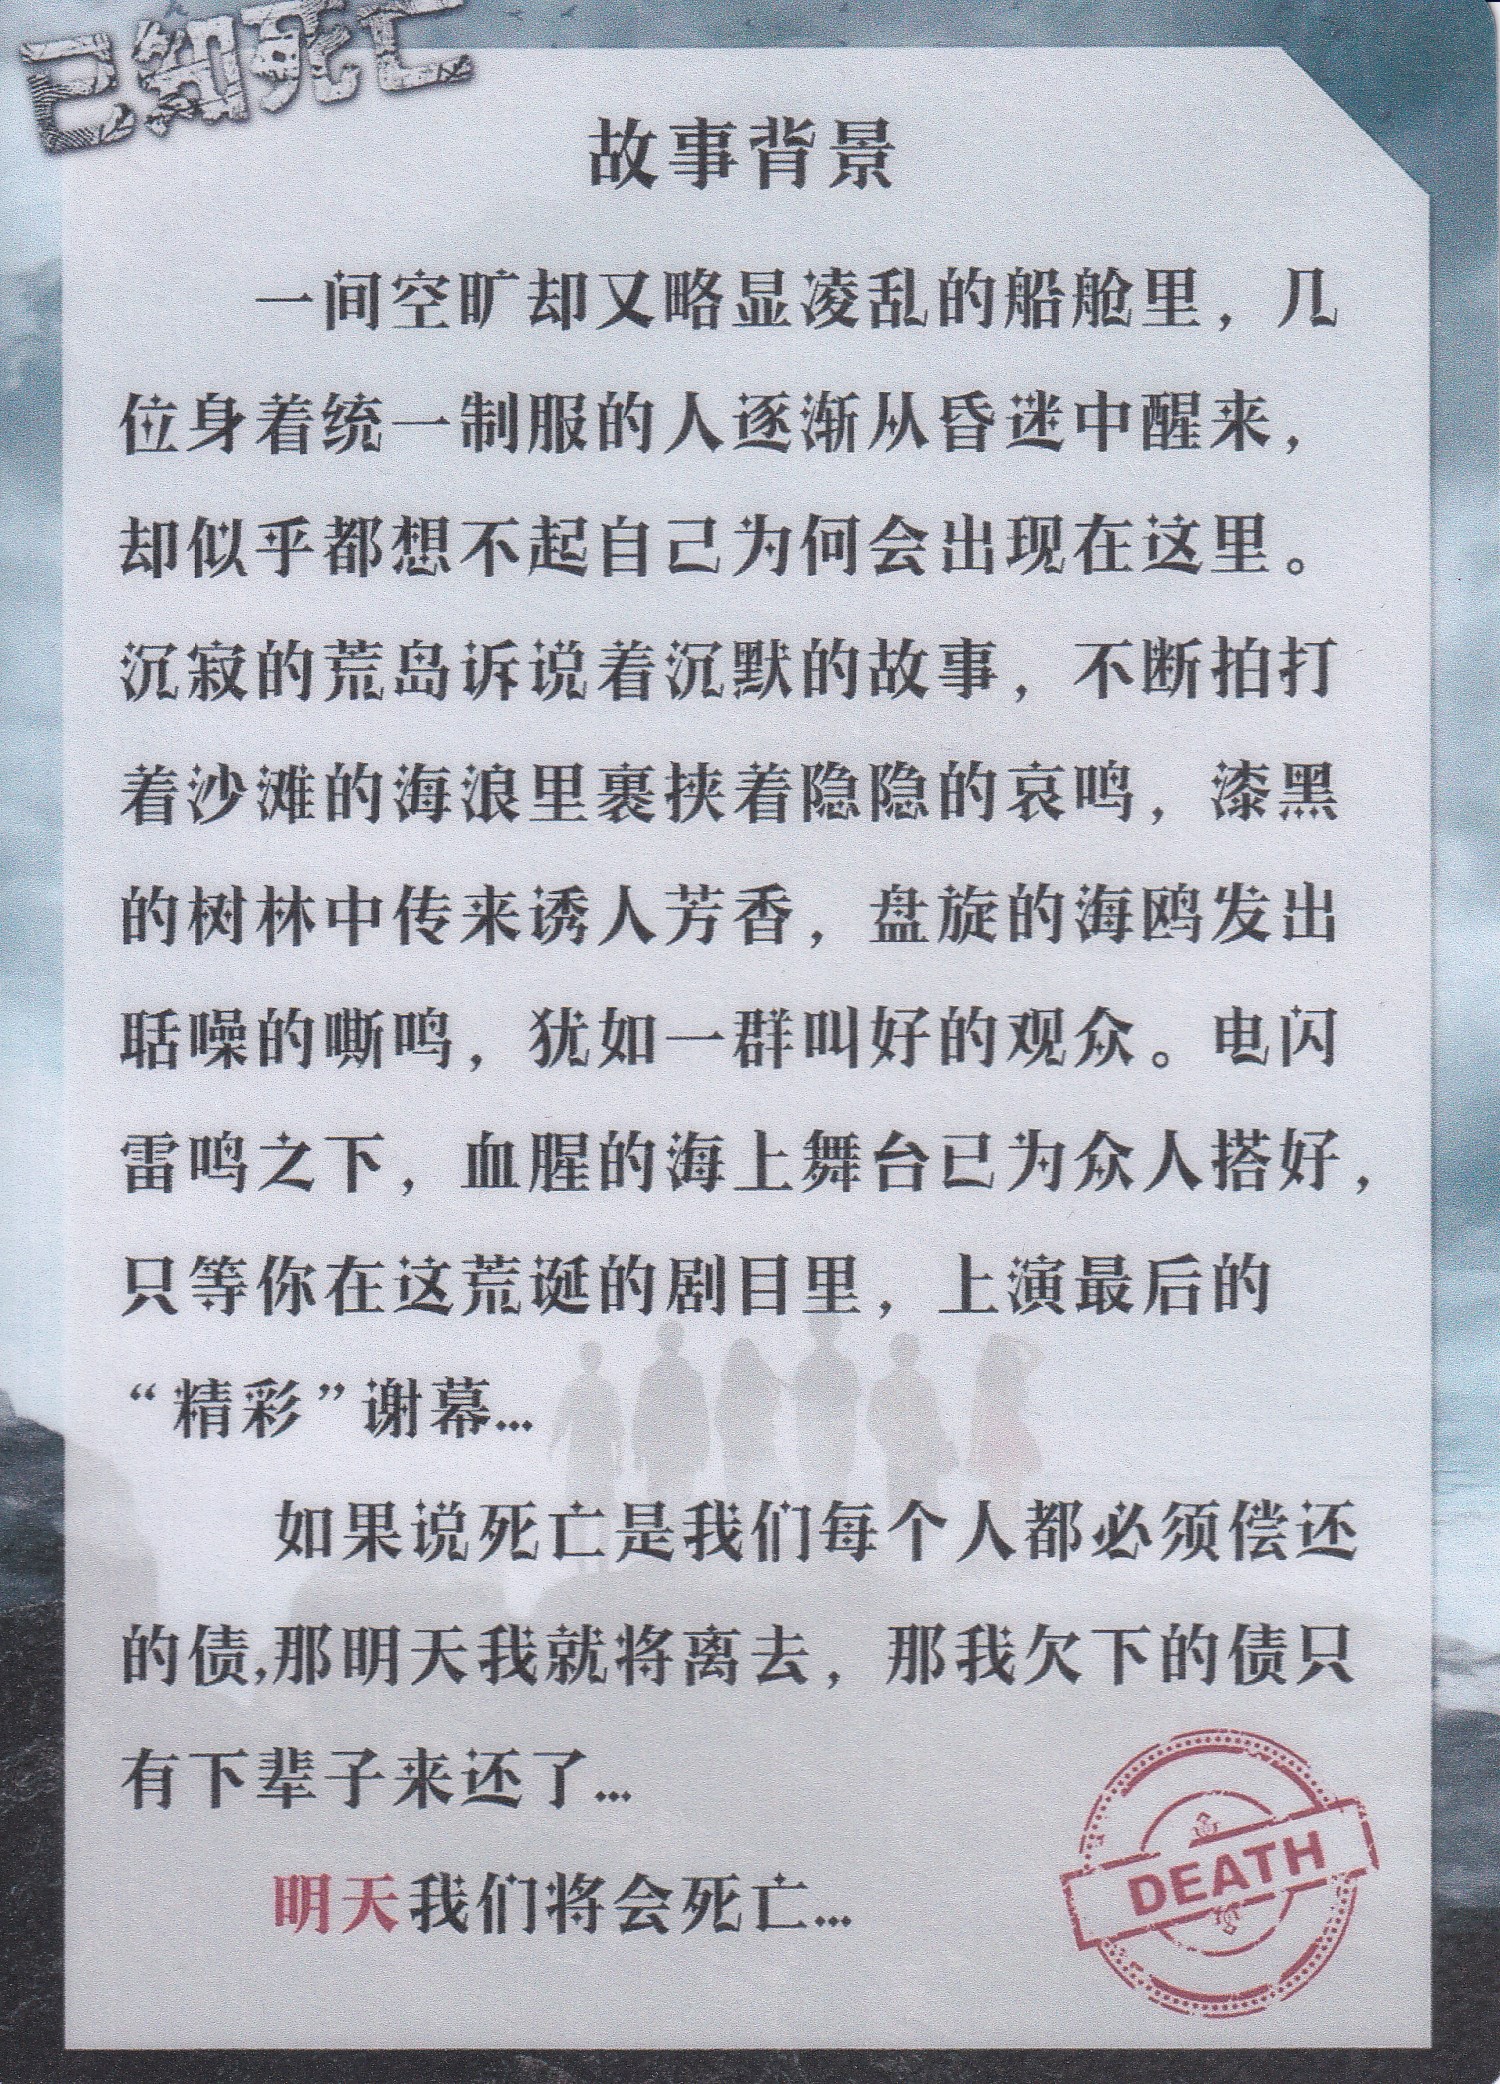 已知死亡
故事背景
一间空旷却又略显凌乱的船舱里，几
位身着统一制服的人逐渐从昏迷中醒来，
却似乎都想不起自己为何会出现在这里。
沉寂的荒岛诉说着沉默的故事，不断拍打
着沙滩的海浪里裹挟着隐隐的哀鸣，漆黑
的树林中传来诱人芳香，盘旋的海鸥发出
聒噪的嘶鸣，犹如一群叫好的观众。电闪
雷鸣之下，血腥的海上舞台已为众人搭好，
只等你在这荒诞的剧目里，上演最后的
“精彩”谢幕...
如果说死亡是我们每个人都必须偿还
的债,那明天我就将离去，那我欠下的债只
有下辈子来还了...
明天我们将会死亡...
DEATH